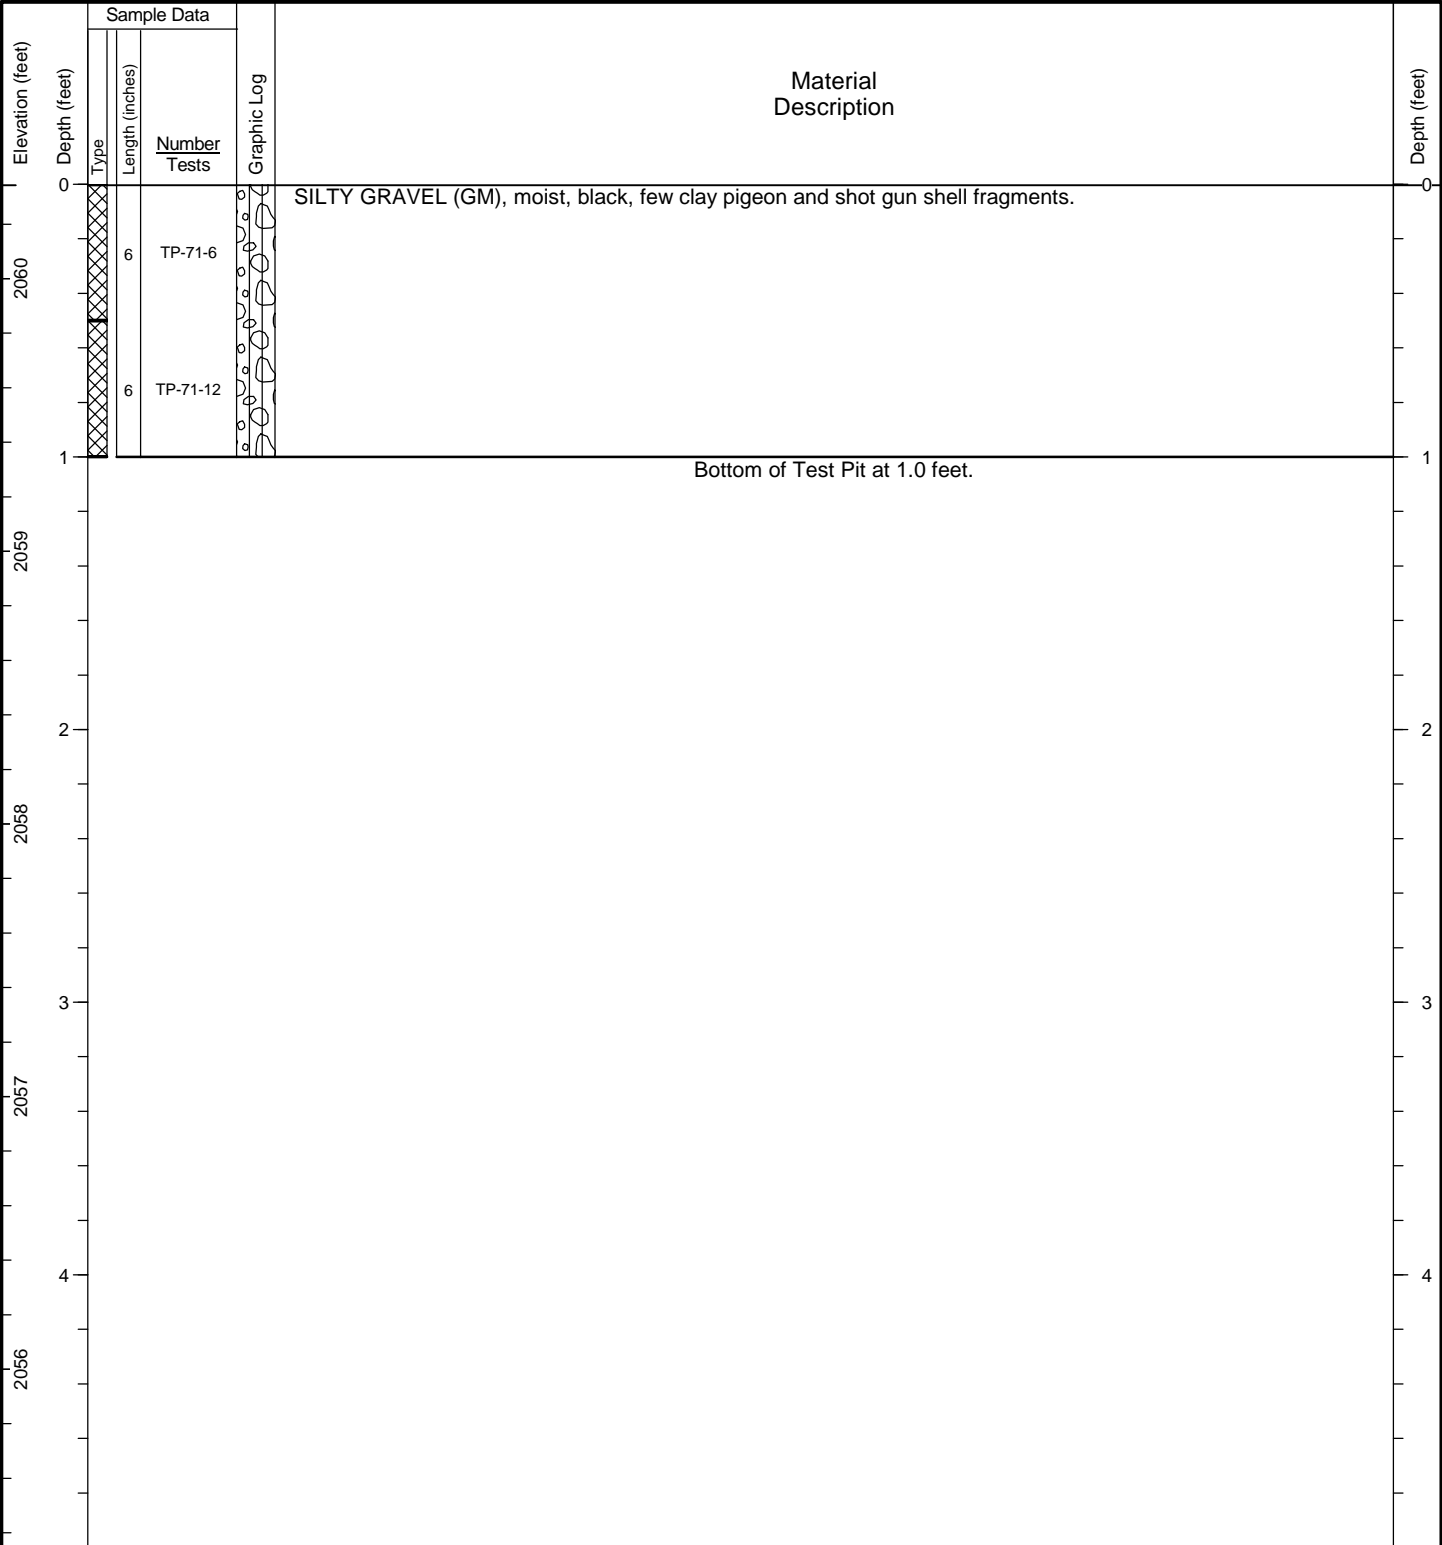 Sample Data
Elevation (feet)
Depth (feet)
Type
Length (inches)
Number
Tests
Graphic Log
Material
Description
Depth (feet)
0
SILTY GRAVEL (GM), moist, black, few clay pigeon and shot gun shell fragments.
0
6
TP-71-6
2060
6
TP-71-12
1
Bottom of Test Pit at 1.0 feet.
1
2059
2
2
2058
3
3
2057
4
4
2056